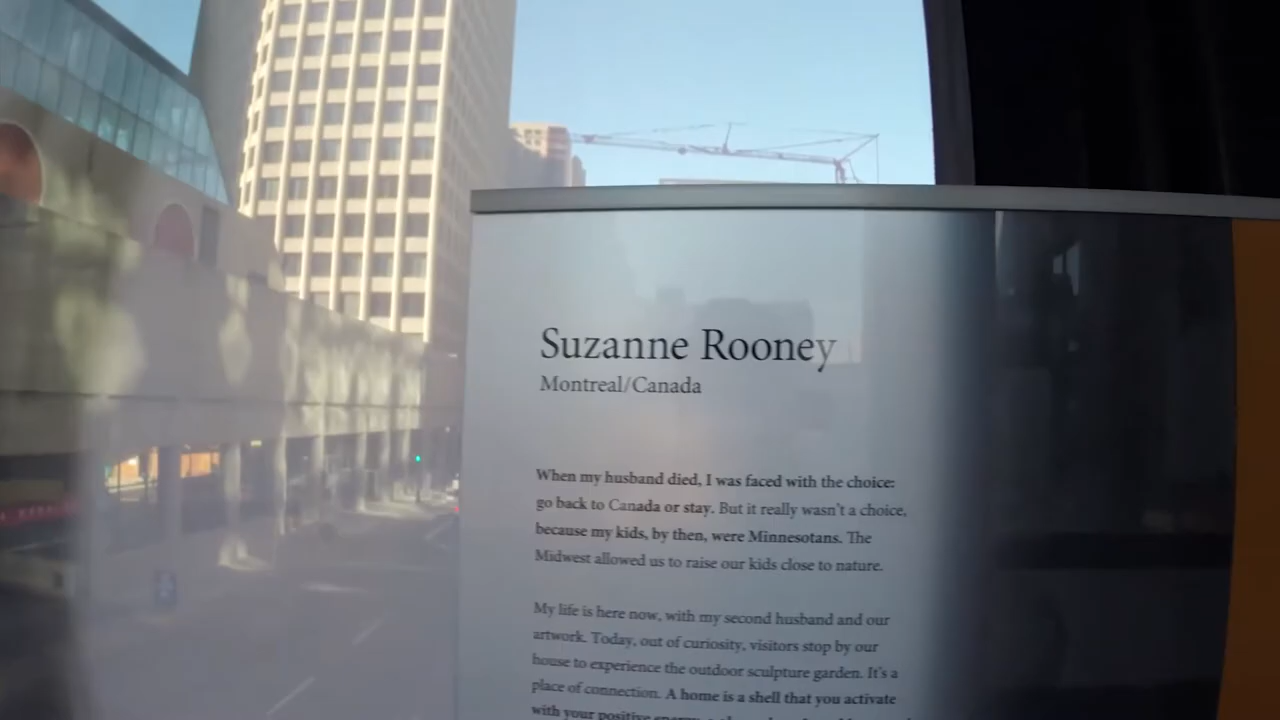 Suzanne Rooney
Montreal/Canada
When my husband died, I was faced with the choice:
go back to Canada or stay. But it really wasn't a choice,
because my kids, by then, were Minnesotans. The
Midwest allowed us to raise our kids close to nature.
My life is here now, with my second husband and our
artwork. Today, out of curiosity, visitors stop by our
house to experience the outdoor sculpture garden. It's a
place of connection. A home is a shell that you activate
with your positive